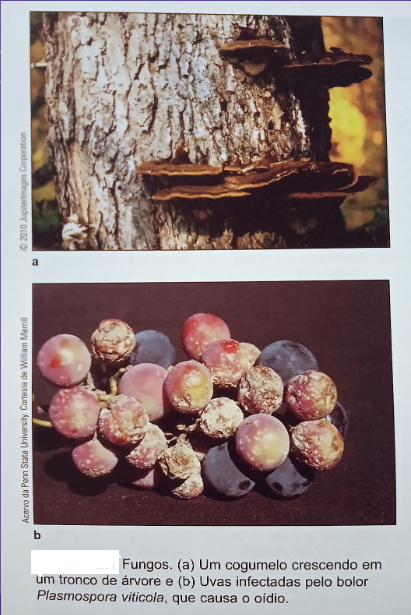 © 2010 JupiterImages Corporation
a
Acervo da Penn State University. Cortesia de William Merrill
b
Fungos. (a) Um cogumelo crescendo em
um tronco de árvore e (b) Uvas infectadas pelo bolor
Plasmospora viticola, que causa o oídio.